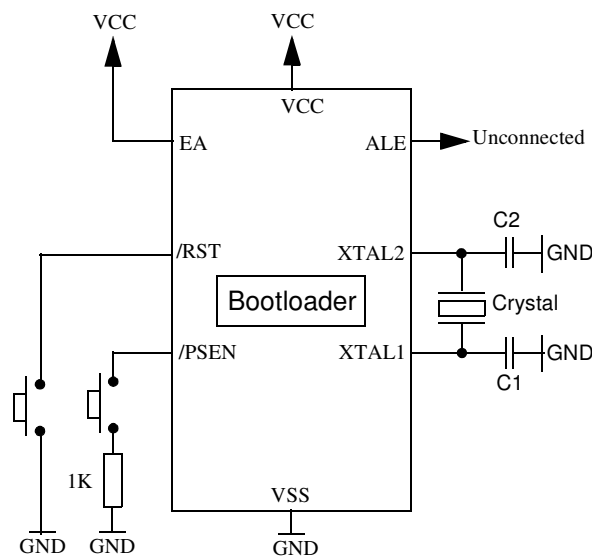 VCC
VCC
VCC
EA
ALE
Unconnected
C2
/RST
XTAL2
GND
Bootloader
Crystal
/PSEN
XTAL1
GND
C1
1K
VSS
GND
GND
GND